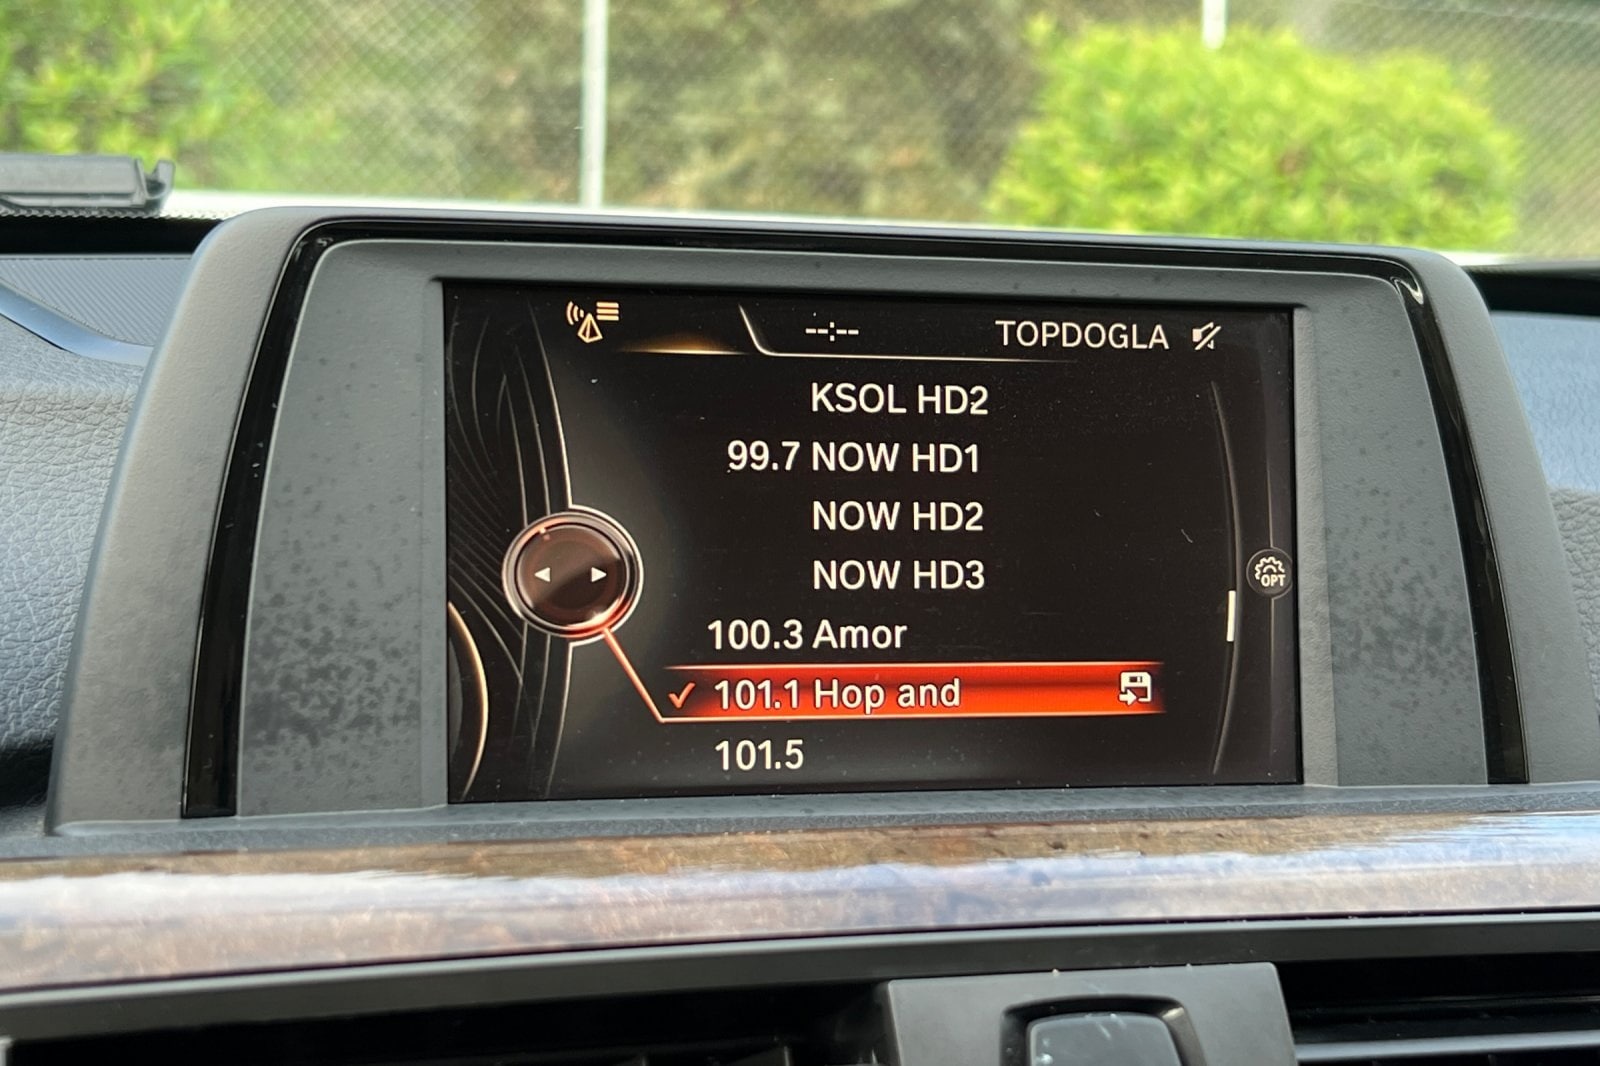 --:-- TOPDOGLA
KSOL HD2
99.7 NOW HD1
NOW HD2
NOW HD3
100.3 Amor
101.1 Hop and
101.5
OPT